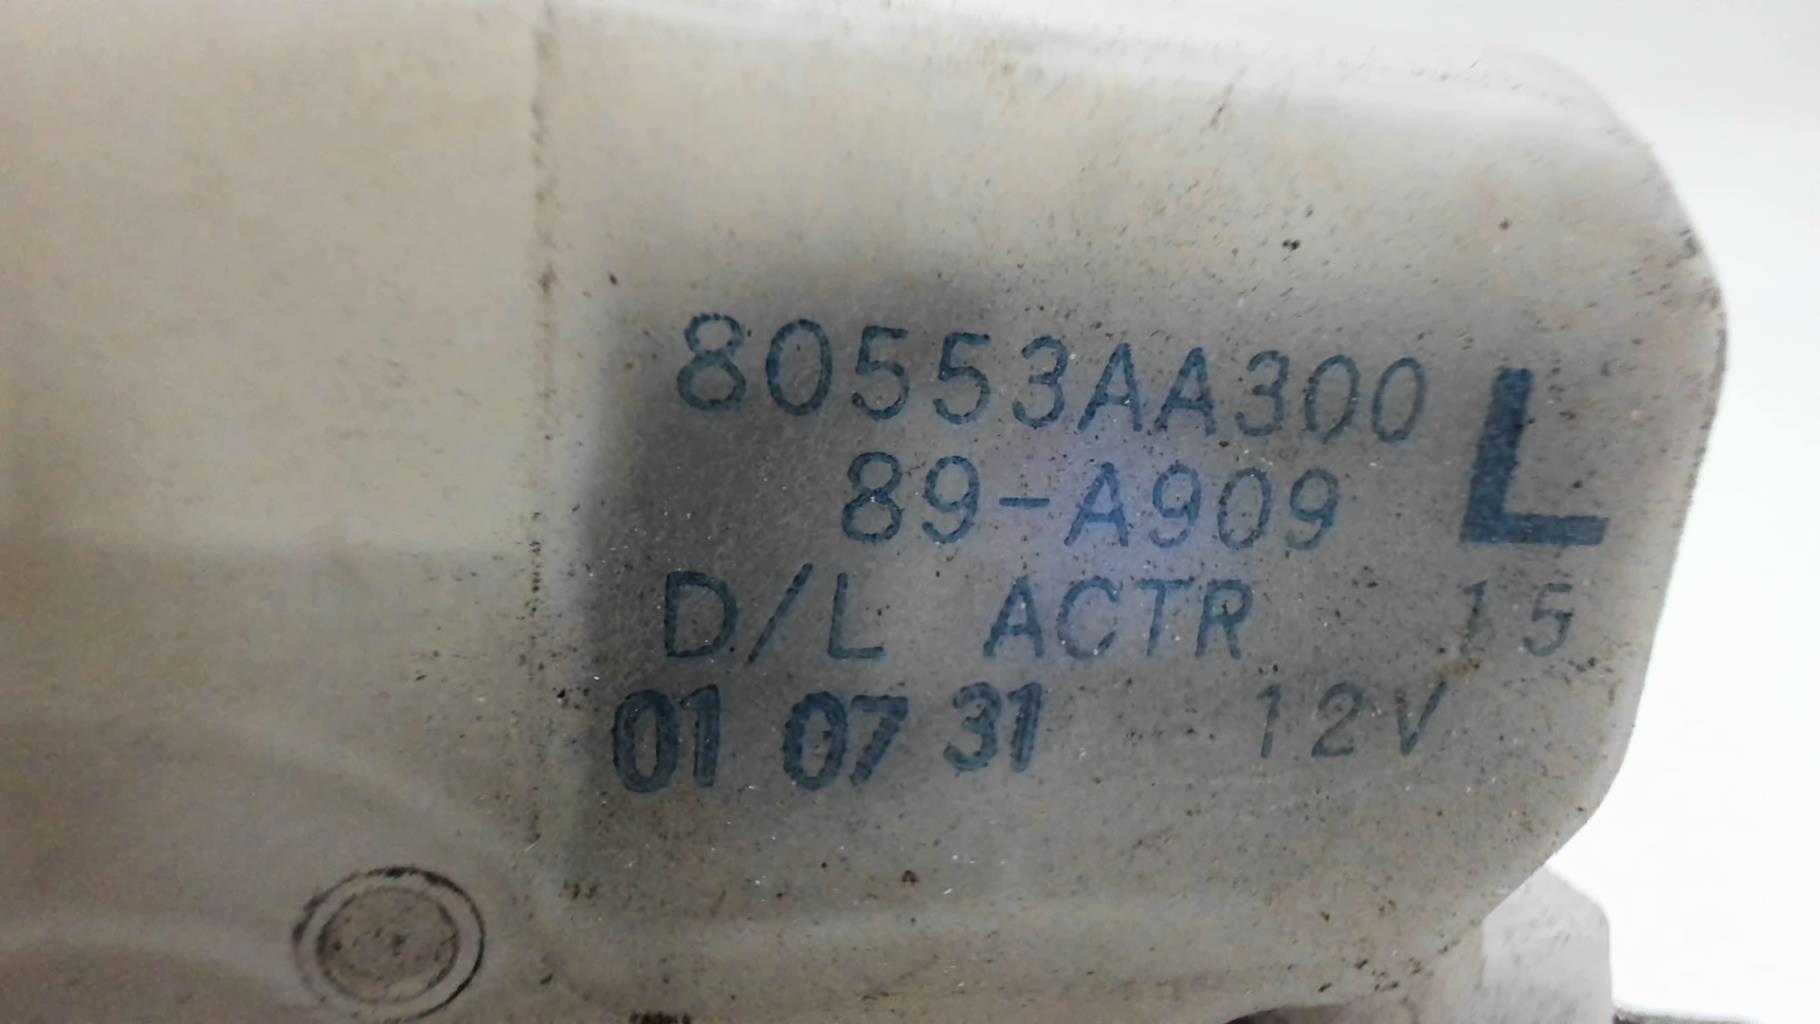 80553AA300
L
89-A909
D/L ACTR 15
01 07 31 12V